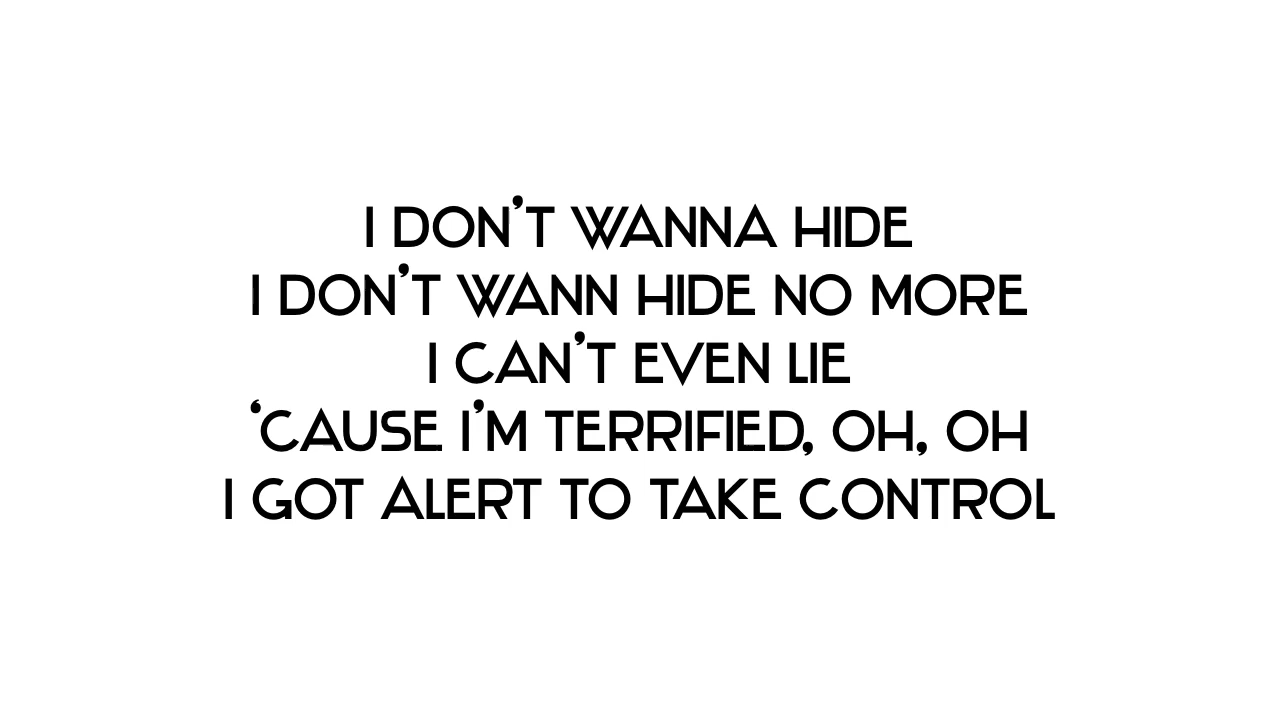 I DON'T WANNA HIDE
I DON'T WANN HIDE NO MORE
I CAN'T EVEN LIE
‘CAUSE I'M TERRIFIED, OH, OH
I GOT ALERT TO TAKE CONTROL